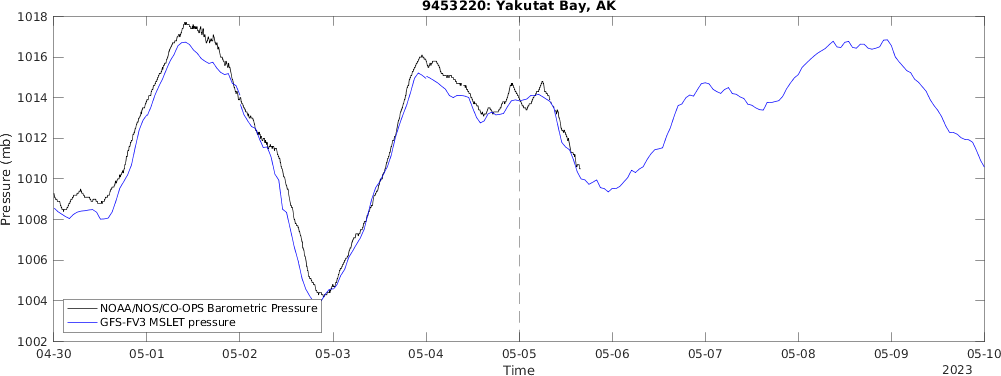 9453220: Yakutat Bay, AK
Pressure (mb)
1018
1016
1014
1012
1010
1008
1006
1004
1002
NOAA/NOS/CO-OPS Barometric Pressure
GFS-FV3 MSLET pressure
04-30 05-01 05-02 05-03 05-04 05-05 05-06 05-07 05-08 05-09 05-10
Time
2023